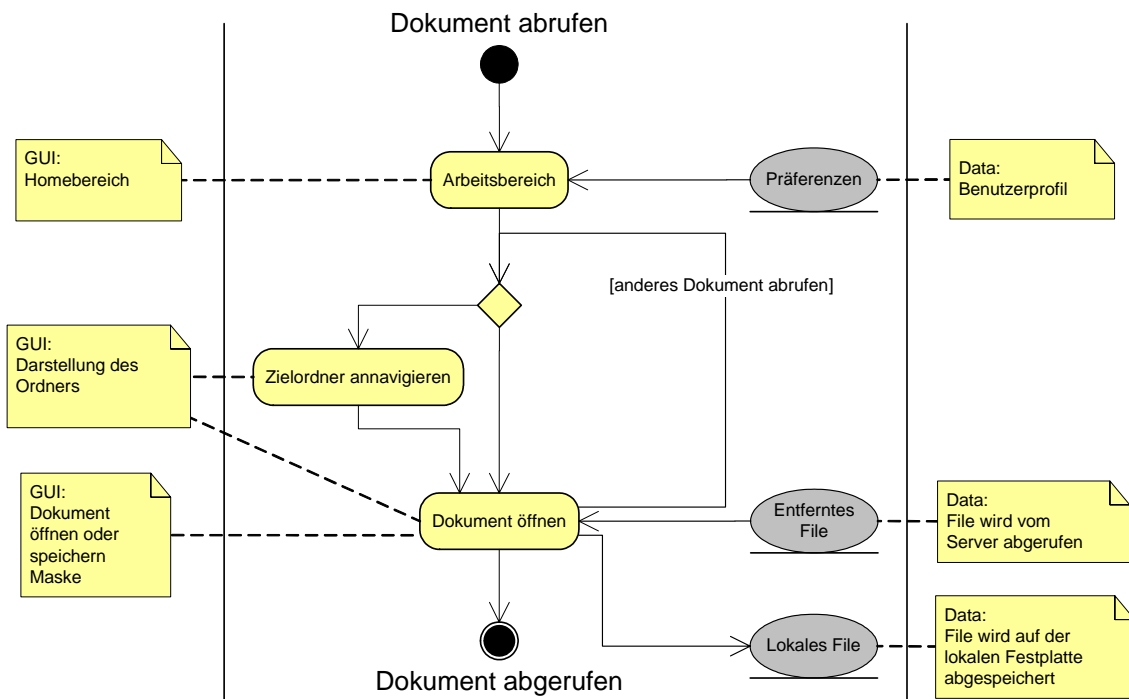 Dokument abrufen
GUI:
Homebereich
Arbeitsbereich
Präferenzen
Data:
Benutzerprofil
[anderes Dokument abrufen]
GUI:
Darstellung des
Ordners
Zielordner annavigieren
GUI:
Dokument
öffnen oder
speichern
Maske
Dokument öffnen
Entferntes
File
Data:
File wird vom
Server abgerufen
Lokales File
Data:
File wird auf der
lokalen Festplatte
abgespeichert
Dokument abgerufen